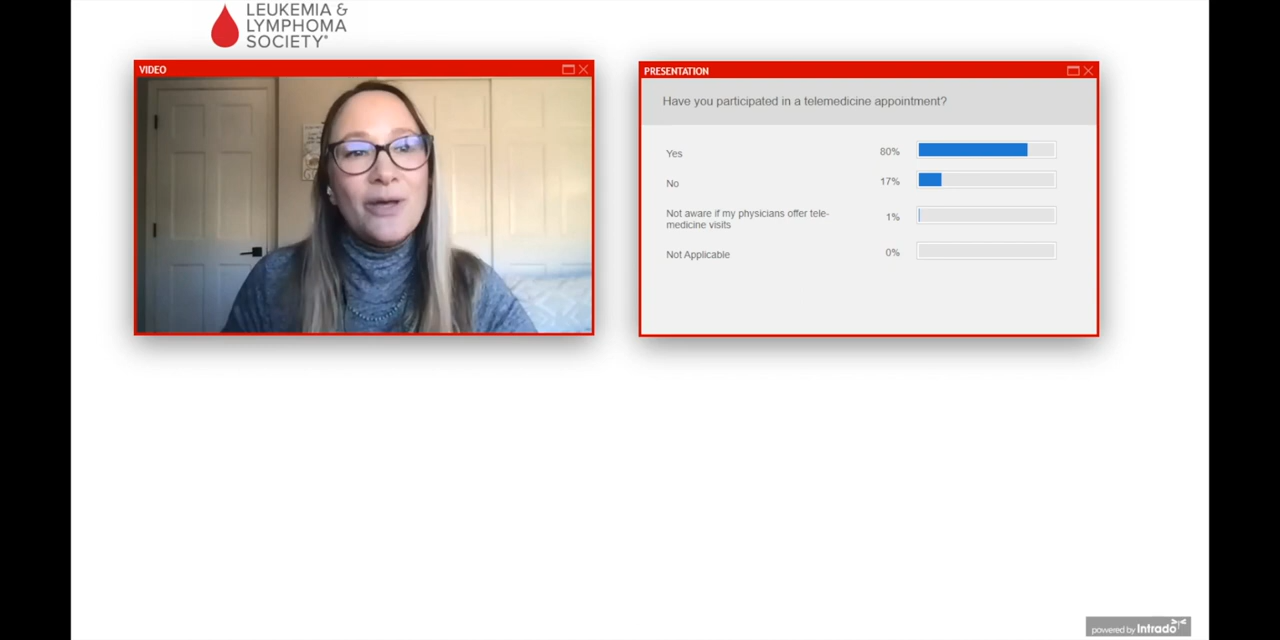 LEUKEMIA &
LYMPHOMA
SOCIETY®
VIDEO
PRESENTATION
Have you participated in a telemedicine appointment?
Yes 80%
No 17%
Not aware if my physicians offer tele-
medicine visits 1%
Not Applicable 0%
powered by intrado